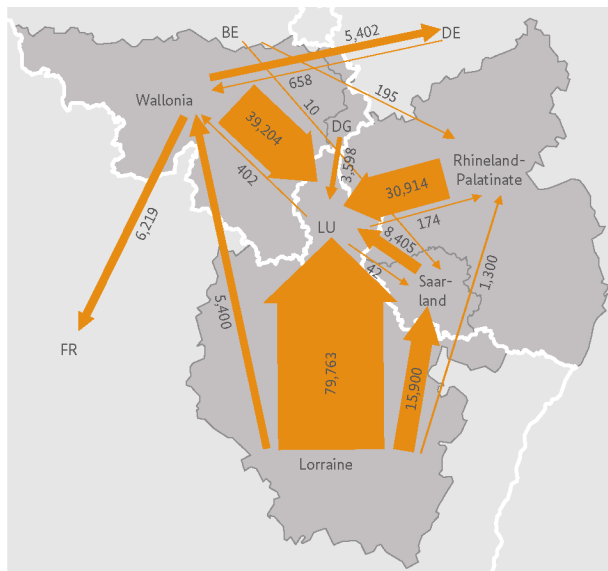 BE
5,402
DE
658
195
Wallonia
10
39,204
DG
3,598
Rhineland-
Palatinate
402
30,914
174
LU
8,405
6,219
42
Saar-
land
1,300
5,400
FR
79,763
15,900
Lorraine